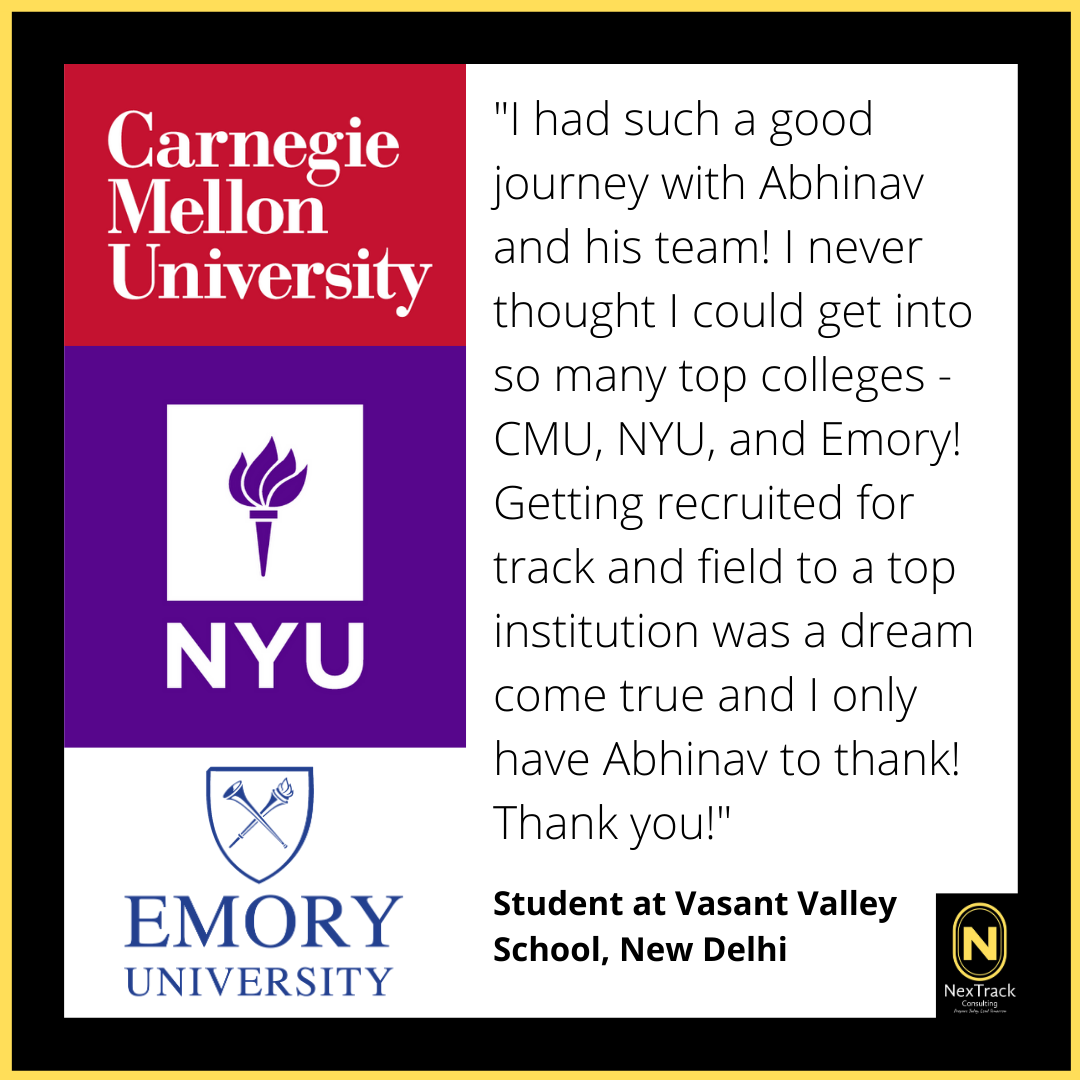 Carnegie
Mellon
University
NYU
EMORY
UNIVERSITY
"I had such a good
journey with Abhinav
and his team! I never
thought I could get into
so many top colleges -
CMU, NYU, and Emory!
Getting recruited for
track and field to a top
institution was a dream
come true and I only
have Abhinav to thank!
Thank you!"
Student at Vasant Valley
School, New Delhi
N
NexTrack
Consulting